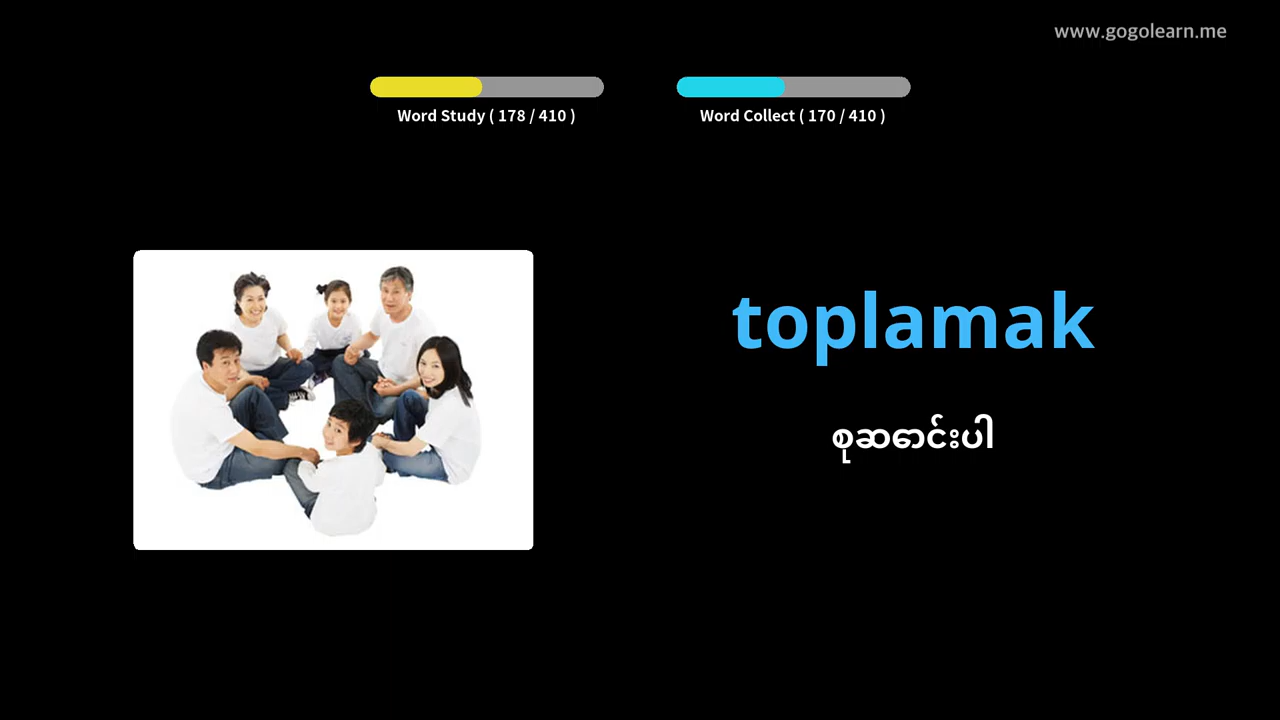 www.gogolearn.me
Word Study ( 178 / 410 )
Word Collect ( 170 / 410 )
toplamak
စုဆောင်းပါ